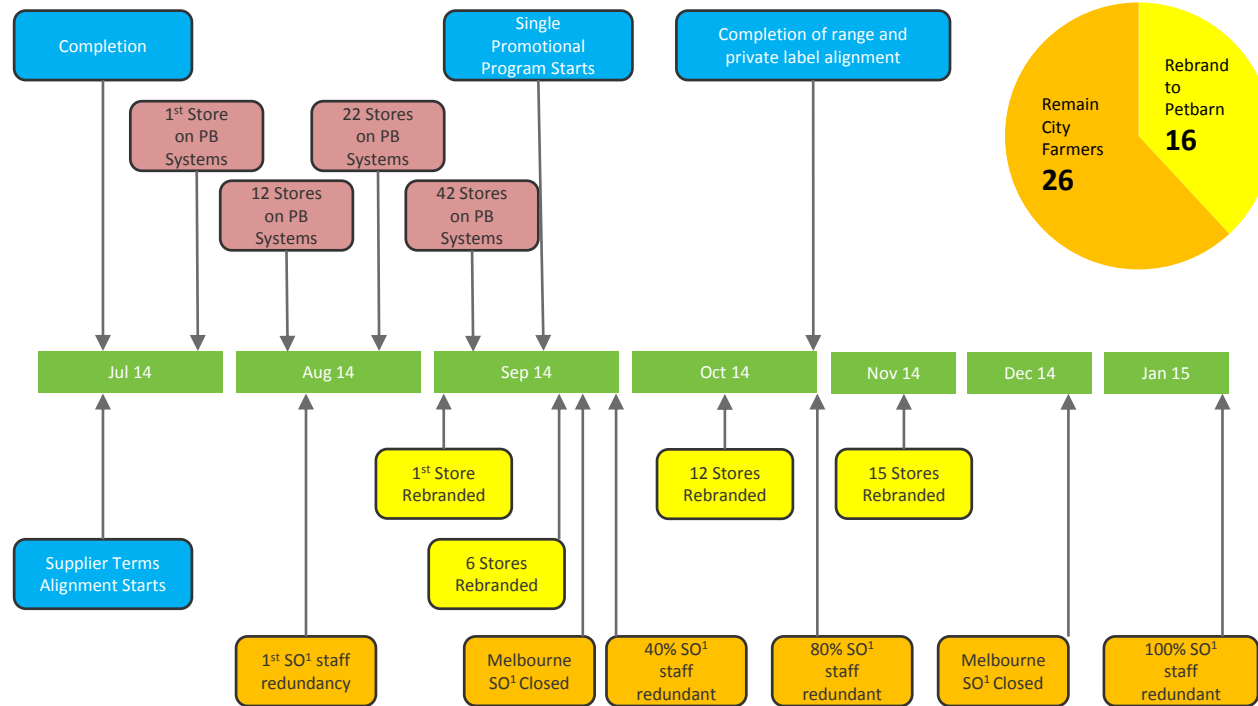 Completion
Single
Promotional
Program Starts
Completion of range and
private label alignment
Remain
City
Farmers
26
Rebrand
to
Petbarn
16
1st Store
on PB
Systems
22 Stores
on PB
Systems
12 Stores
on PB
Systems
42 Stores
on PB
Systems
Jul 14
Aug 14
Sep 14
Oct 14
Nov 14
Dec 14
Jan 15
1st Store
Rebranded
12 Stores
Rebranded
15 Stores
Rebranded
Supplier Terms
Alignment Starts
6 Stores
Rebranded
1st SO1 staff
redundancy
Melbourne
SO1 Closed
40% SO1
staff
redundant
80% SO1
staff
redundant
Melbourne
SO1 Closed
100% SO1
staff
redundant